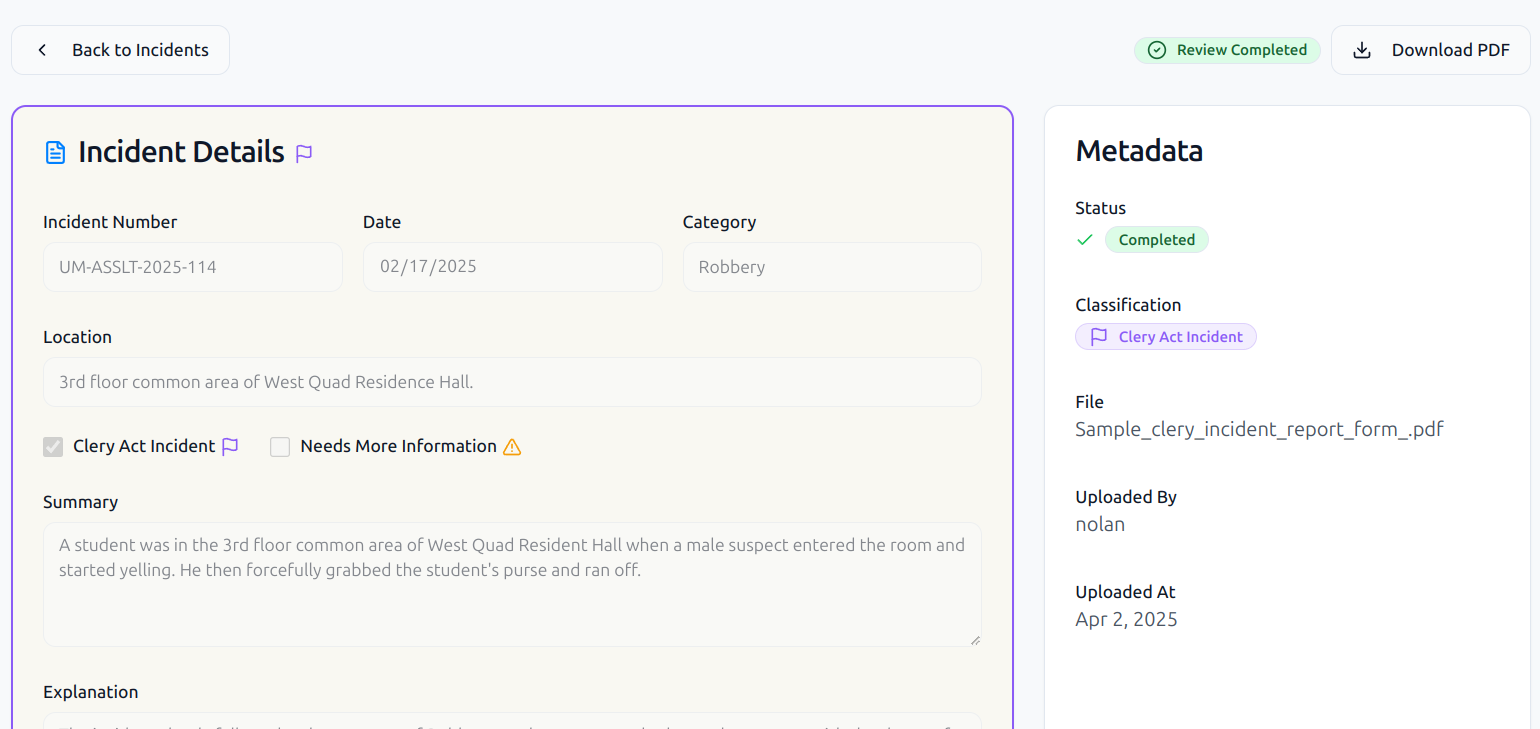 Back to Incidents
Review Completed
Download PDF
Incident Details
Incident Number
Date
Category
UM-ASSLT-2025-114
02/17/2025
Robbery
Location
3rd floor common area of West Quad Residence Hall.
Clery Act Incident
Needs More Information
Summary
A student was in the 3rd floor common area of West Quad Resident Hall when a male suspect entered the room and
started yelling. He then forcefully grabbed the student's purse and ran off.
Explanation
Metadata
Status
Completed
Classification
Clery Act Incident
File
Sample_clery_incident_report_form_.pdf
Uploaded By
nolan
Uploaded At
Apr 2, 2025